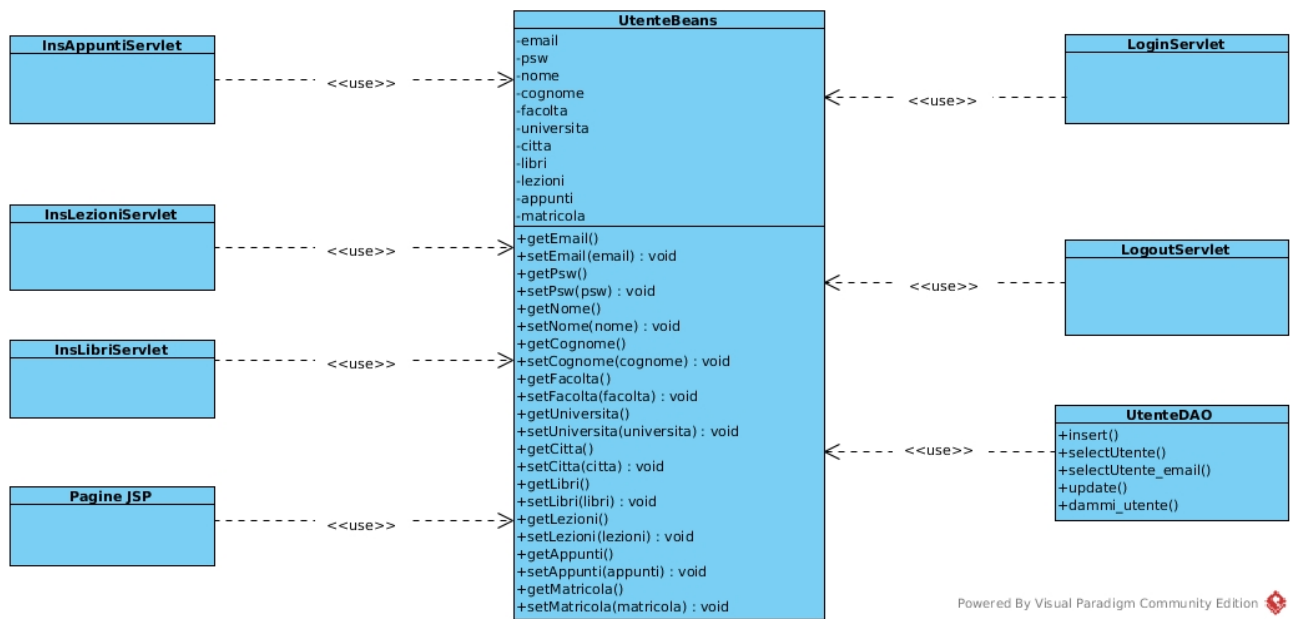 InsAppuntiServlet
<<use>>
InsLezioniServlet
<<use>>
InsLibriServlet
<<use>>
Pagine JSP
<<use>>
UtenteBeans
-email
-psw
-nome
-cognome
-facolta
-universita
-citta
-libri
-lezioni
-appunti
-matricola
+getEmail()
+setEmail(email) : void
+getPsw()
+setPsw(psw) : void
+getNome()
+setNome(nome) : void
+getCognome()
+setCognome(cognome) : void
+getFacolta()
+setFacolta(facolta) : void
+getUniversita()
+setUniversita(universita) : void
+getCitta()
+setCitta(citta) : void
+getLibri()
+setLibri(libri) : void
+getLezioni()
+setLezioni(lezioni) : void
+getAppunti()
+setAppunti(appunti) : void
+getMatricola()
+setMatricola(matricola) : void
LoginServlet
<<use>>
LogoutServlet
<<use>>
UtenteDAO
+insert()
+selectUtente()
+selectUtente_email()
+update()
+dammi_utente()
<<use>>
Powered By Visual Paradigm Community Edition